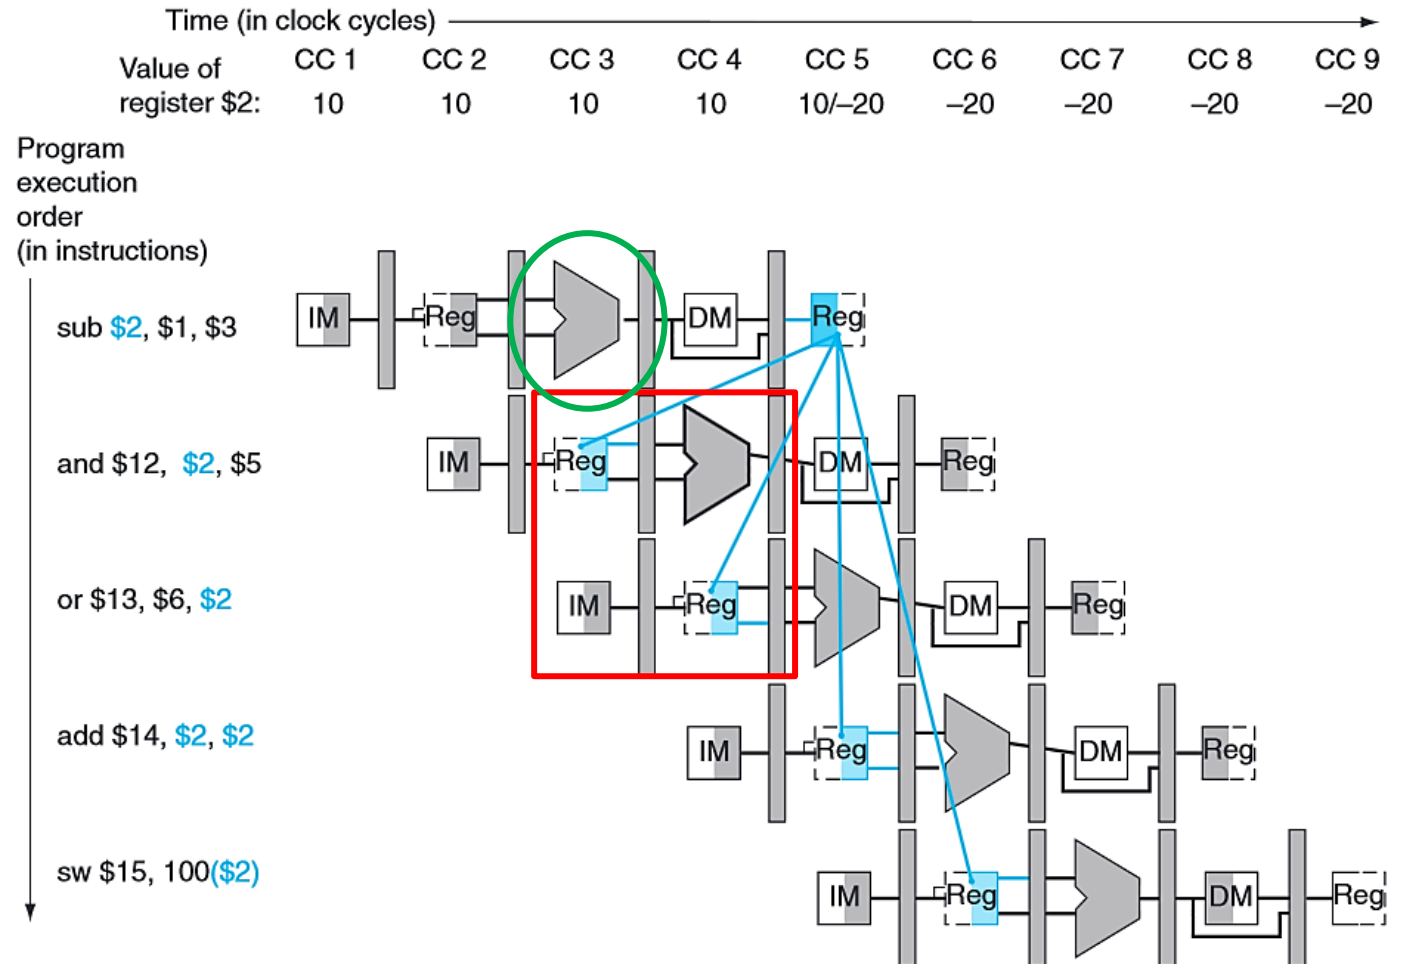 Time (in clock cycles)
Value of register $2:
CC 1 CC 2 CC 3 CC 4 CC 5 CC 6 CC 7 CC 8 CC 9
10 10 10 10 10/–20 –20 –20 –20 –20
Program
execution
order
(in instructions)
sub $2, $1, $3
IM Reg DM Reg
and $12, $2, $5
IM Reg DM Reg
or $13, $6, $2
IM Reg DM Reg
add $14, $2, $2
IM Reg DM Reg
sw $15, 100($2)
IM Reg DM Reg